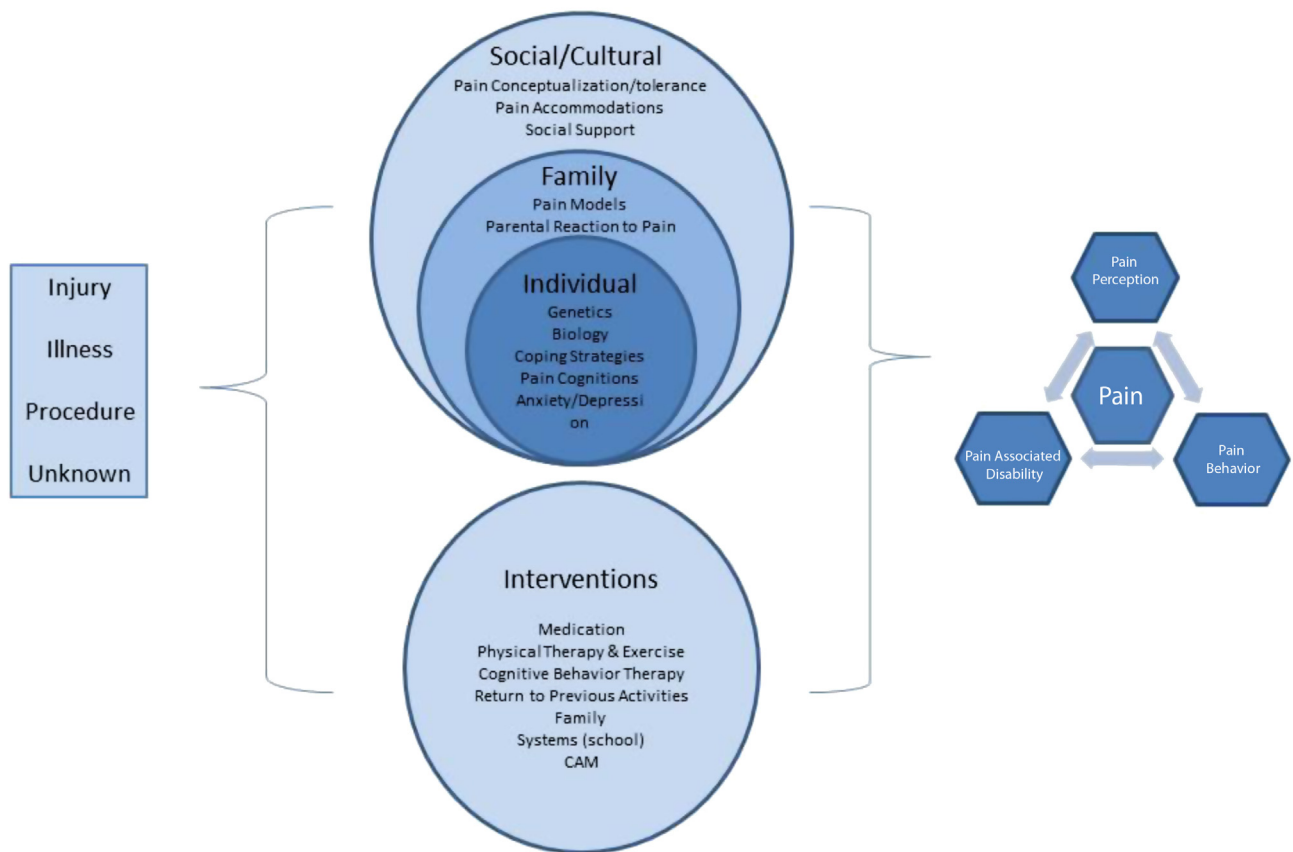 Injury
Illness
Procedure
Unknown
Social/Cultural
Pain Conceptualization/tolerance
Pain Accommodations
Social Support
Family
Pain Models
Parental Reaction to Pain
Individual
Genetics
Biology
Coping Strategies
Pain Cognitions
Anxiety/Depressi
on
Interventions
Medication
Physical Therapy & Exercise
Cognitive Behavior Therapy
Return to Previous Activities
Family
Systems (school)
CAM
Pain
Perception
Pain
Pain Associated
Disability
Pain
Behavior